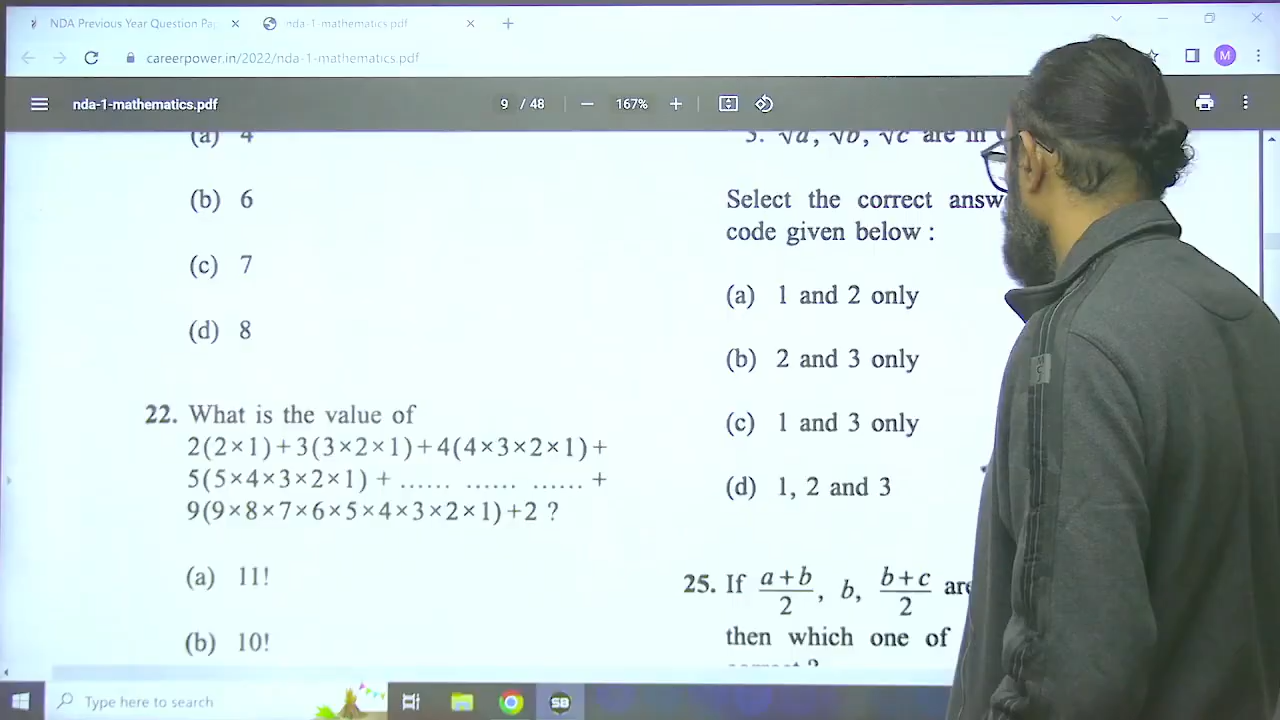 NDA Previous Year Question Pa
nda-1-mathematics.pdf
careerpower.in/2022/nda-1-mathematics.pdf
M
nda-1-mathematics.pdf
9 / 48
167%
(a) 4
(b) 6
(c) 7
(d) 8
22. What is the value of
2(2×1)+3(3×2×1)+4(4×3×2×1)+
5(5×4×3×2×1)+ ...... ...... ...... +
9(9×8×7×6×5×4×3×2×1)+2 ?
(a) 11!
(b) 10!
3. √a, √b, √c are in
Select the correct answ
code given below :
(a) 1 and 2 only
(b) 2 and 3 only
(c) 1 and 3 only
(d) 1, 2 and 3
25. If a+b/2, b, b+c/2 are
then which one of
Type here to search
SB